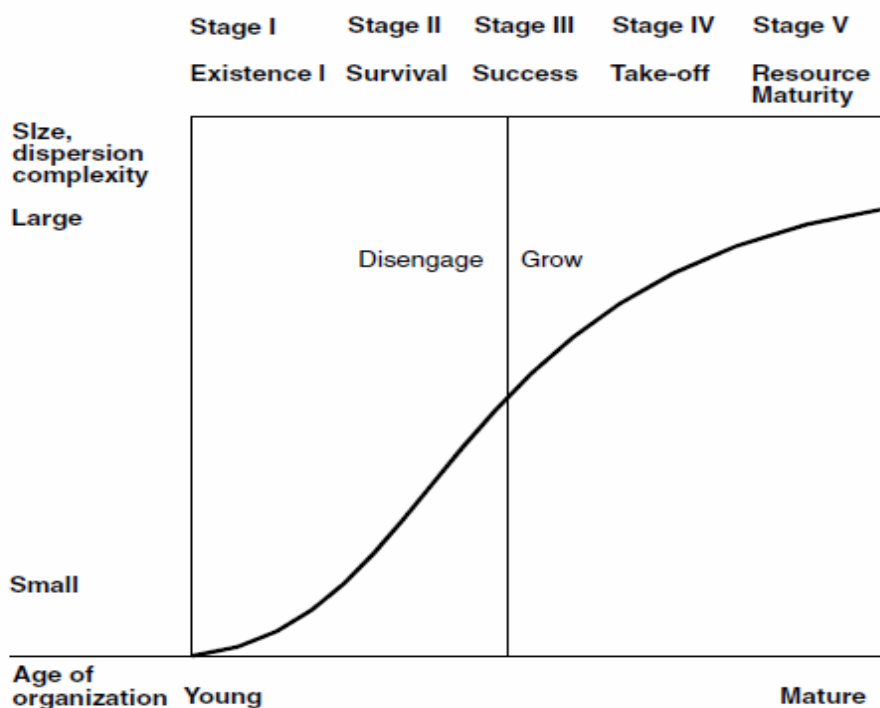 Stage I Stage II Stage III Stage IV Stage V
Existence I Survival Success Take-off Resource
Maturity
SIze,
dispersion
complexity
Large
Disengage Grow
Small
Age of
organization Young Mature